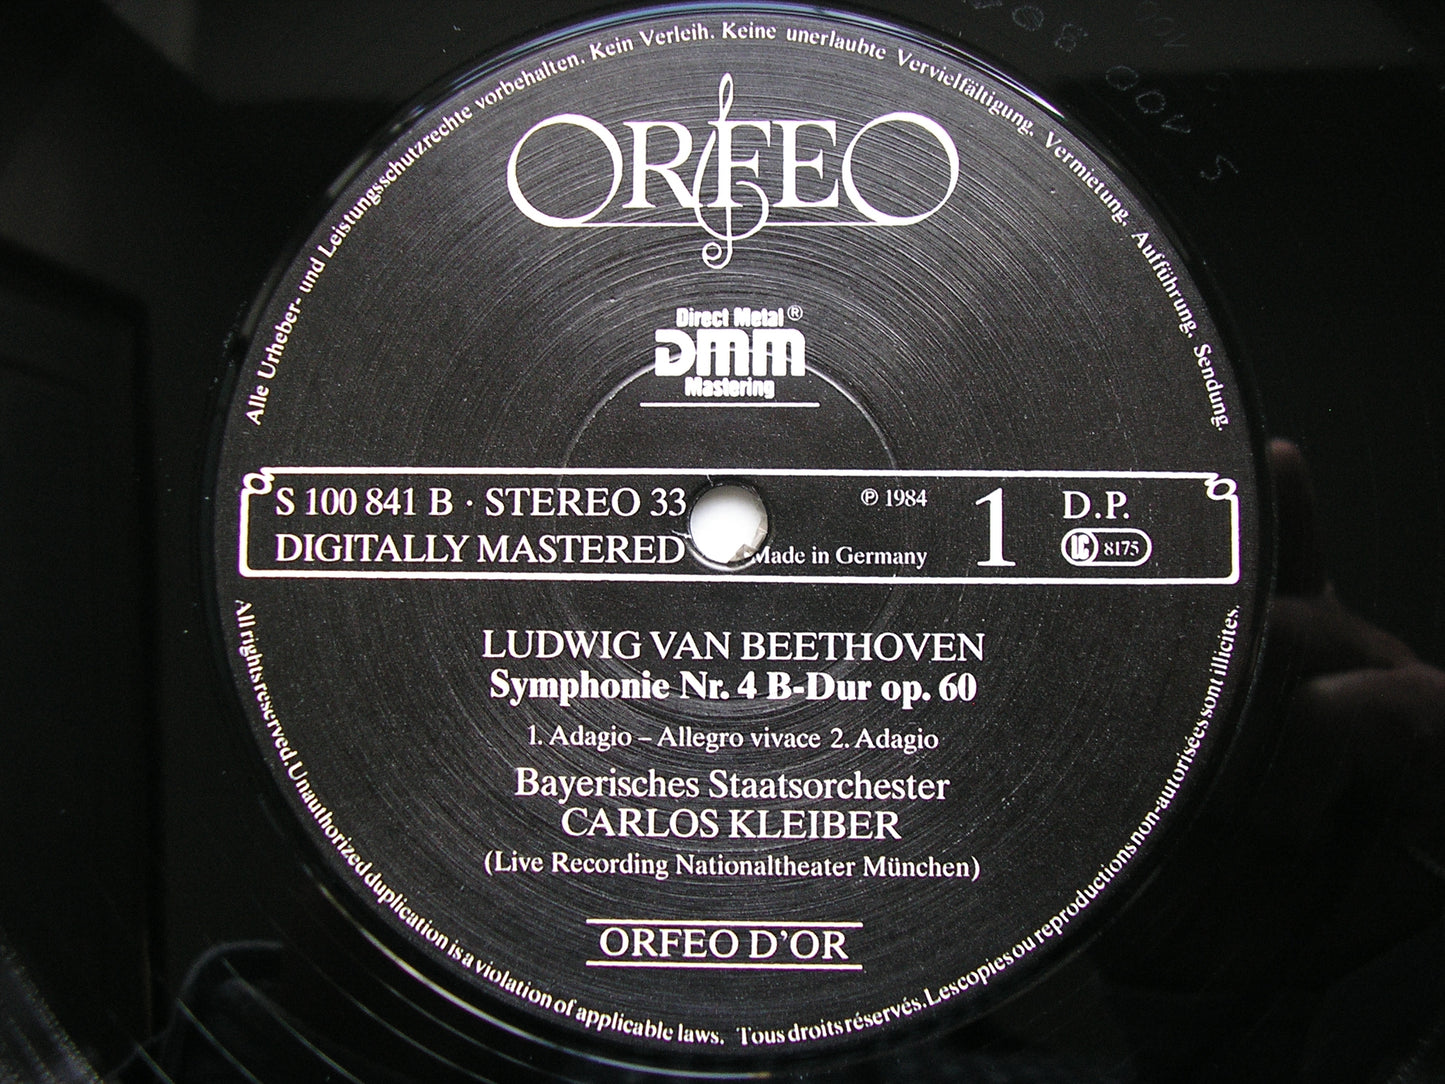 Alle Urheber- und Leistungsschutzrechte vorbehalten. Kein Verleih. Keine unerlaubte Vervielfältigung, Vermietung, Aufführung, Sendung.
ORFEO
Direct Metal ®
DMM
Mastering
S 100 841 B · STEREO 33
DIGITALLY MASTERED
℗ 1984
Made in Germany
1
D.P.
LC 8175
LUDWIG VAN BEETHOVEN
Symphonie Nr. 4 B-Dur op. 60
1. Adagio – Allegro vivace 2. Adagio
Bayerisches Staatsorchester
CARLOS KLEIBER
(Live Recording Nationaltheater München)
ORFEO D'OR
All rights reserved. Unauthorized duplication is a violation of applicable laws. Tous droits réservés. Les copies ou reproductions non-autorisées sont illicites.